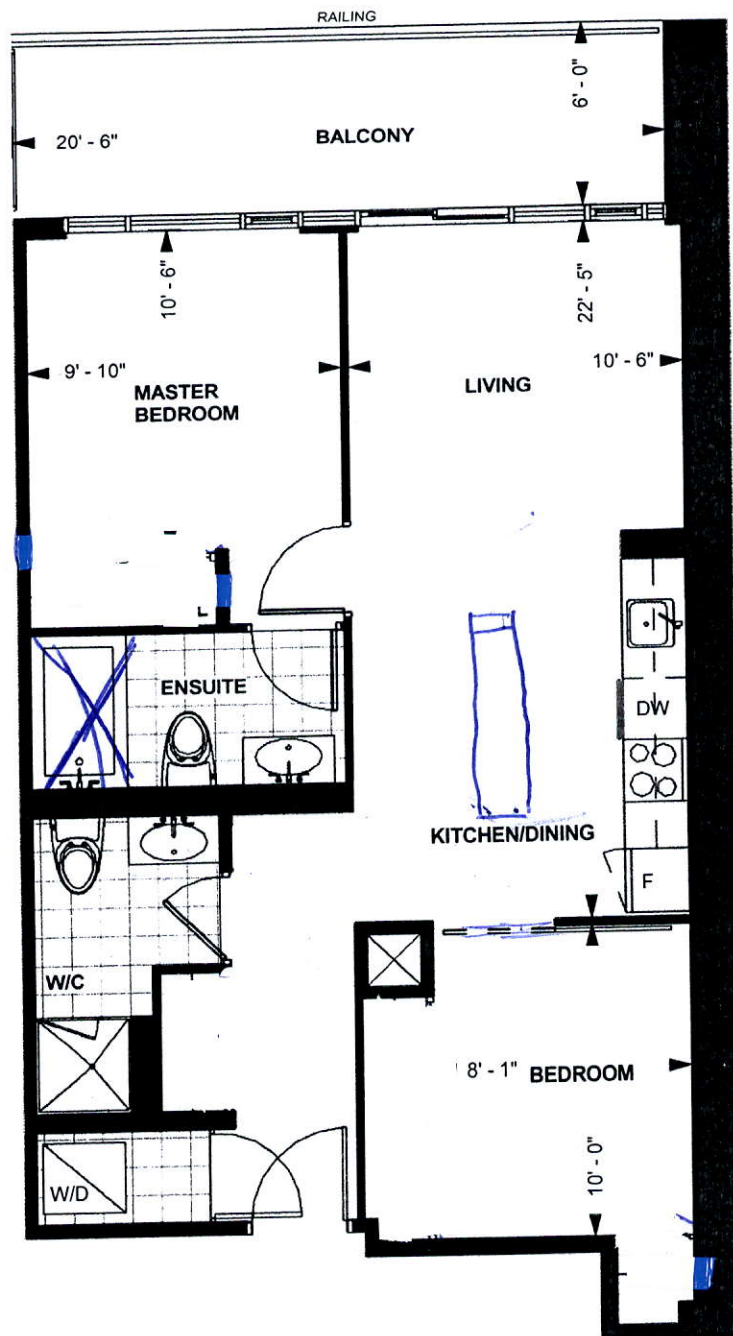 RAILING
6' - 0"
20' - 6"
BALCONY
10' - 6"
22' - 5"
9' - 10"
10' - 6"
MASTER
BEDROOM
LIVING
ENSUITE
DW
KITCHEN/DINING
F
W/C
8' - 1"
BEDROOM
W/D
10' - 0"